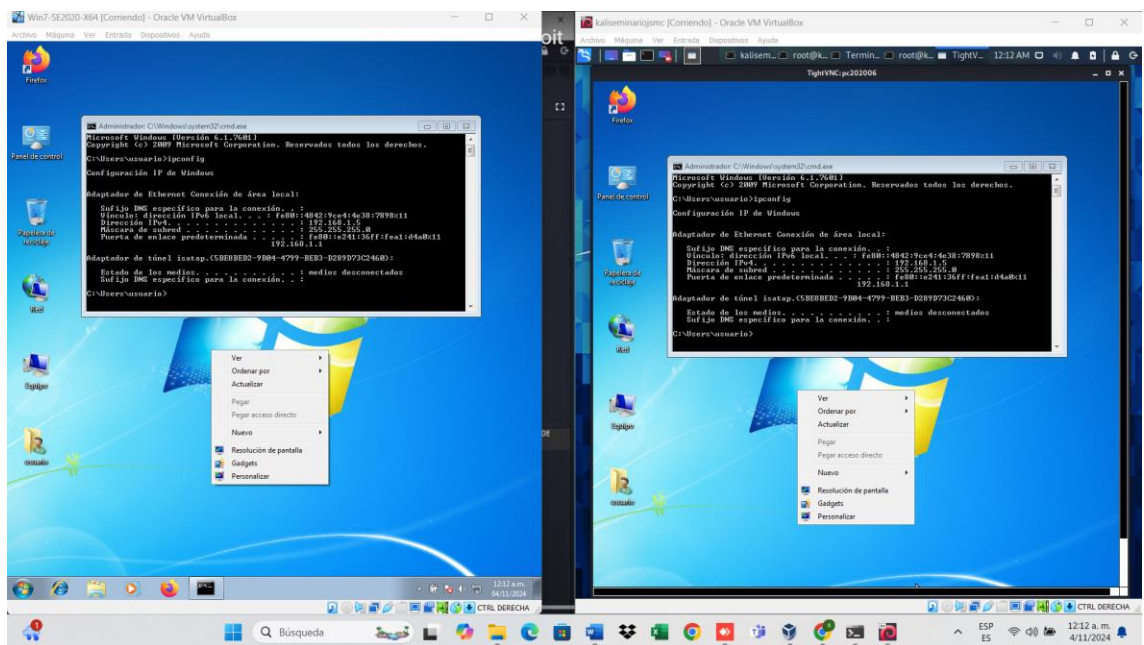 Win7-SE2020-X64 [Corriendo] - Oracle VM VirtualBox
Archivo Máquina Ver Entrada Dispositivos Ayuda
Firefox
Panel de control
Papelera de
reciclaje
Red
Equipo
usuario
Administrador: C:\Windows\system32\cmd.exe
Microsoft Windows [Versión 6.1.7601]
Copyright (c) 2009 Microsoft Corporation. Reservados todos los derechos.
C:\Users\usuario>ipconfig
Configuración IP de Windows
Adaptador de Ethernet Conexión de área local:
Sufijo DNS específico para la conexión. . :
Vínculo: dirección IPv6 local. . . : fe80::4842:9ce4:4e38:7898%11
Dirección IPv4. . . . . . . . . . . . . . : 192.168.1.5
Máscara de subred . . . . . . . . . . . . : 255.255.255.0
Puerta de enlace predeterminada . . . . . : fe80::e241:36ff:fea1:d4a0%11
192.168.1.1
Adaptador de túnel isatap.{5BE8BED2-9B04-4799-BEB3-D289D73C2460}:
Estado de los medios. . . . . . . . . . . : medios desconectados
Sufijo DNS específico para la conexión. . :
C:\Users\usuario>
Ver
Ordenar por
Actualizar
Pegar
Pegar acceso directo
Nuevo
Resolución de pantalla
Gadgets
Personalizar
12:12 a.m.
04/11/2024
CTRL DERECHA
oit
kaliseminariojsmc [Corriendo] - Oracle VM VirtualBox
Archivo Máquina Ver Entrada Dispositivos Ayuda
kalisem... root@k... Termin... root@k... TightV... 12:12 AM
TightVNC: pc202006
Firefox
Panel de control
Papelera de
reciclaje
Red
Equipo
usuario
Administrador: C:\Windows\system32\cmd.exe
Microsoft Windows [Versión 6.1.7601]
Copyright (c) 2009 Microsoft Corporation. Reservados todos los derechos.
C:\Users\usuario>ipconfig
Configuración IP de Windows
Adaptador de Ethernet Conexión de área local:
Sufijo DNS específico para la conexión. . :
Vínculo: dirección IPv6 local. . . : fe80::4842:9ce4:4e38:7898%11
Dirección IPv4. . . . . . . . . . . . . . : 192.168.1.5
Máscara de subred . . . . . . . . . . . . : 255.255.255.0
Puerta de enlace predeterminada . . . . . : fe80::e241:36ff:fea1:d4a0%11
192.168.1.1
Adaptador de túnel isatap.{5BE8BED2-9B04-4799-BEB3-D289D73C2460}:
Estado de los medios. . . . . . . . . . . : medios desconectados
Sufijo DNS específico para la conexión. . :
C:\Users\usuario>
Ver
Ordenar por
Actualizar
Pegar
Pegar acceso directo
Nuevo
Resolución de pantalla
Gadgets
Personalizar
CTRL DERECHA
Búsqueda
ESP
ES
12:12 a. m.
4/11/2024